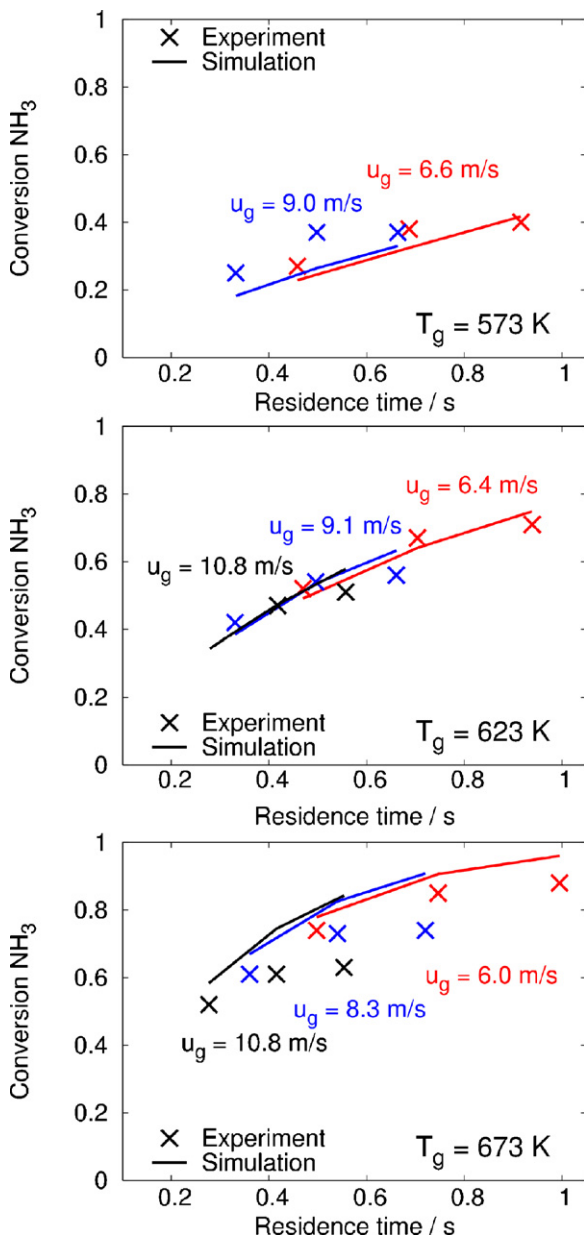 1
Experiment
Simulation
0.8
Conversion NH3
0.6
u_g = 6.6 m/s
u_g = 9.0 m/s
0.4
0.2
T_g = 573 K
0
0.2 0.4 0.6 0.8 1
Residence time / s
1
0.8
Conversion NH3
u_g = 6.4 m/s
u_g = 9.1 m/s
0.6
u_g = 10.8 m/s
0.4
0.2
Experiment
T_g = 623 K
Simulation
0
0.2 0.4 0.6 0.8 1
Residence time / s
1
0.8
Conversion NH3
0.6
u_g = 6.0 m/s
u_g = 8.3 m/s
u_g = 10.8 m/s
0.4
0.2
Experiment
T_g = 673 K
Simulation
0
0.2 0.4 0.6 0.8 1
Residence time / s